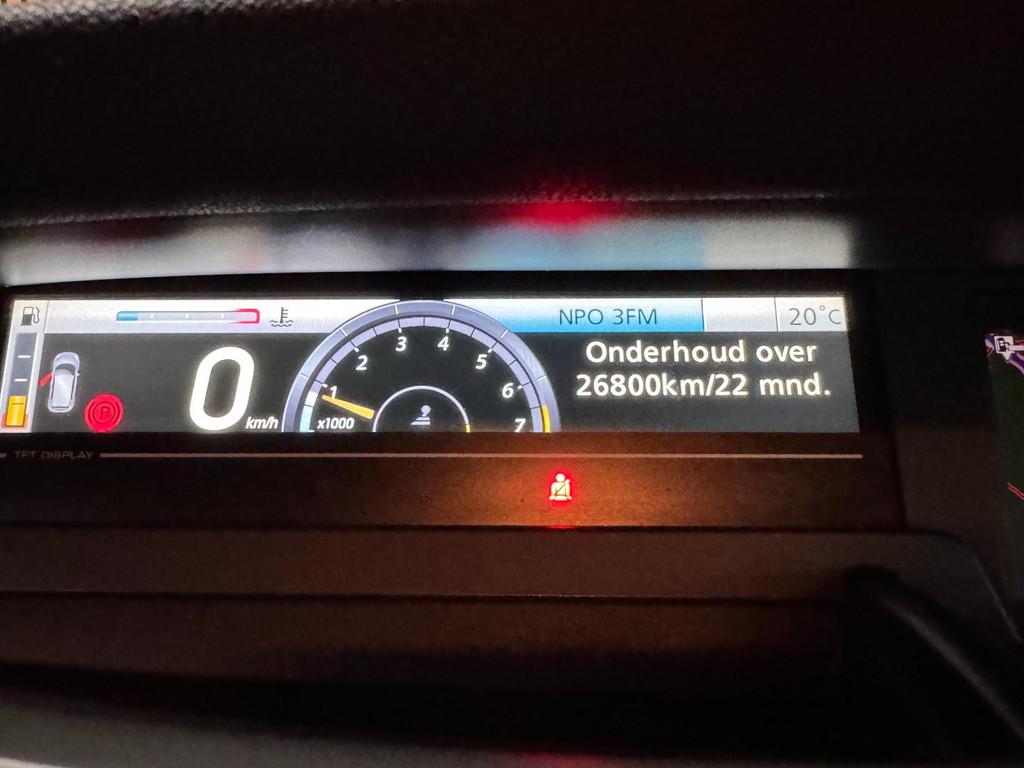 NPO 3FM
20°C
Onderhoud over
26800km/22 mnd.
0
km/h
1
2
3
4
5
6
7
x1000
P
TFT DISPLAY